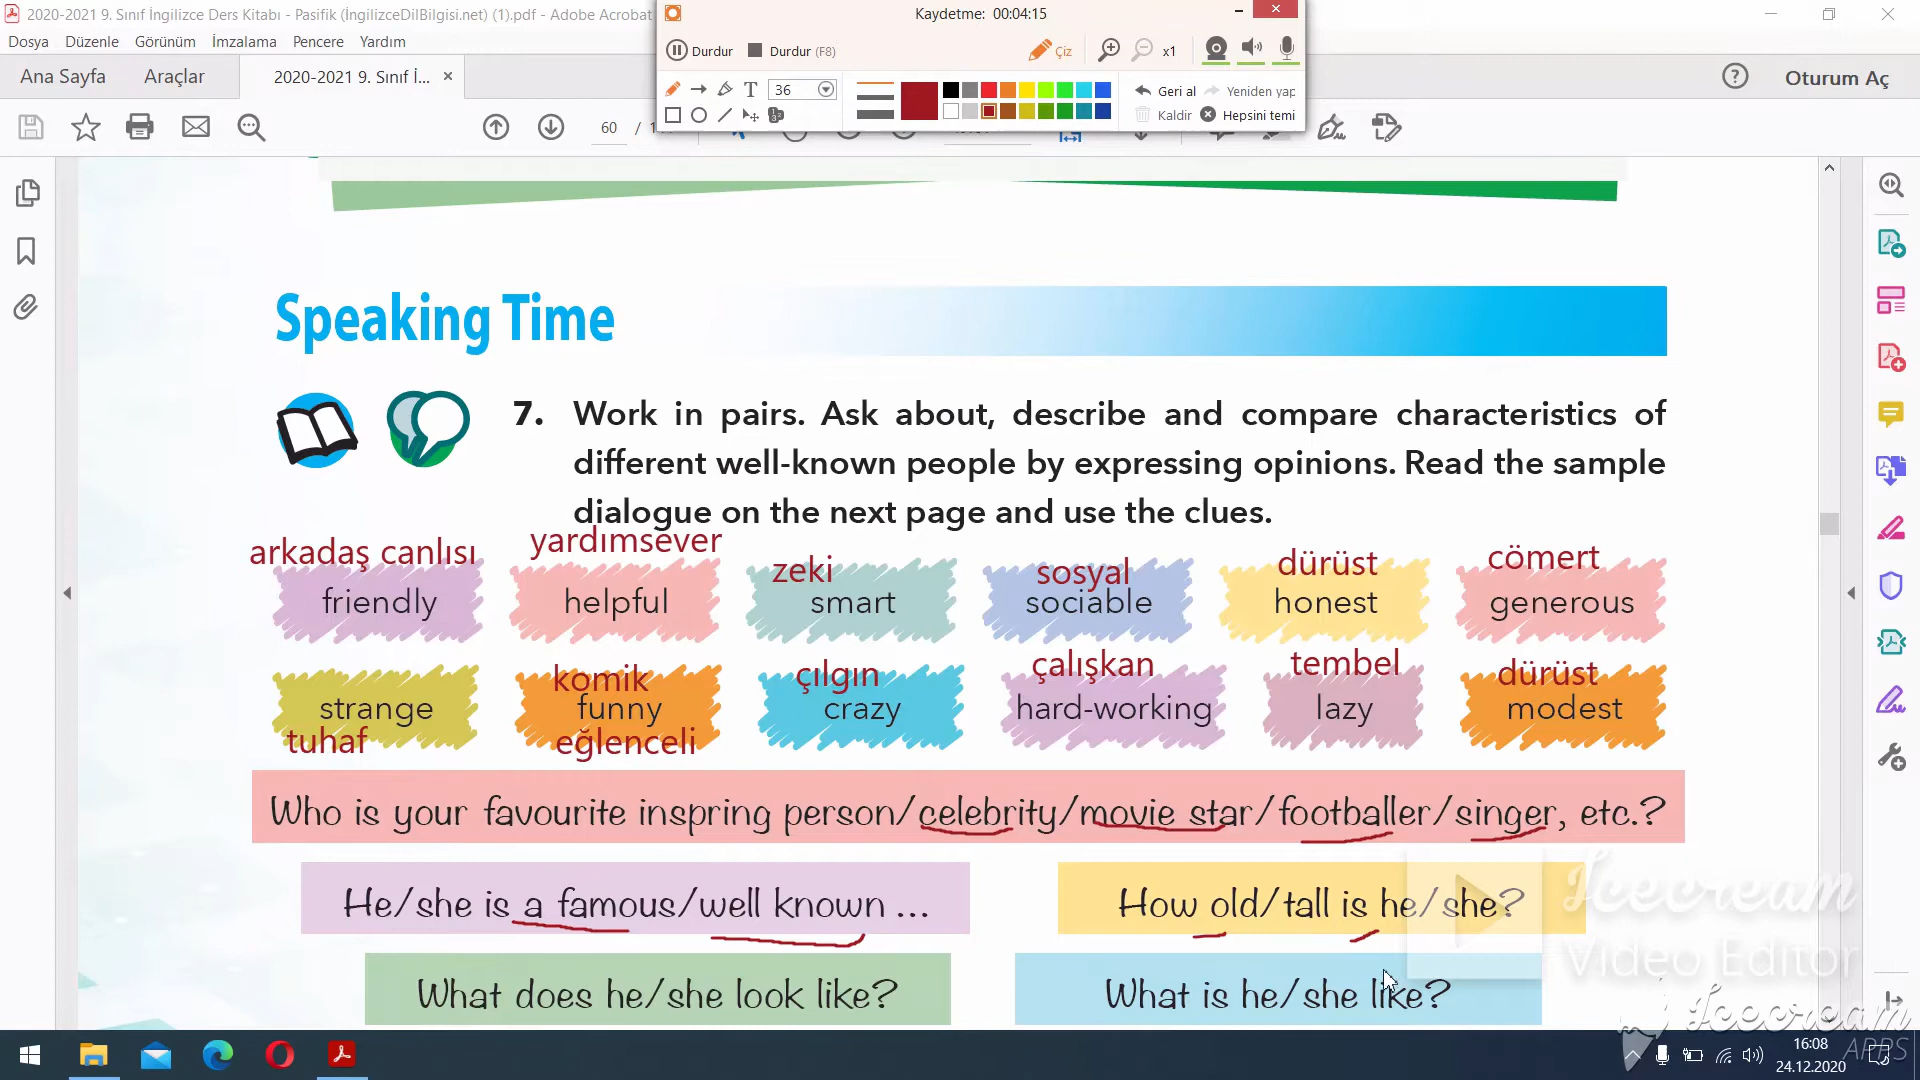 2020-2021 9. Sınıf İngilizce Ders Kitabı - Pasifik (İngilizceDilBilgisi.net) (1).pdf - Adobe Acrobat
Kaydetme: 00:04:15
Dosya Düzenle Görünüm İmzalama Pencere Yardım
Durdur Durdur (F8) Çiz x1
Ana Sayfa Araçlar 2020-2021 9. Sınıf İ... × Oturum Aç
T 36 Geri al Yeniden yap
Kaldır Hepsini temi
60 /
Speaking Time
7. Work in pairs. Ask about, describe and compare characteristics of
different well-known people by expressing opinions. Read the sample
dialogue on the next page and use the clues.
arkadaş canlısı yardımsever zeki sosyal dürüst cömert
friendly helpful smart sociable honest generous
komik çılgın çalışkan tembel dürüst
strange funny crazy hard-working lazy modest
tuhaf eğlenceli
Who is your favourite inspring person/celebrity/movie star/footballer/singer, etc.?
He/she is a famous/well known ... How old/tall is he/she?
What does he/she look like? What is he/she like?
Icecream
Video Editor
Icecream
APPS
16:08
24.12.2020